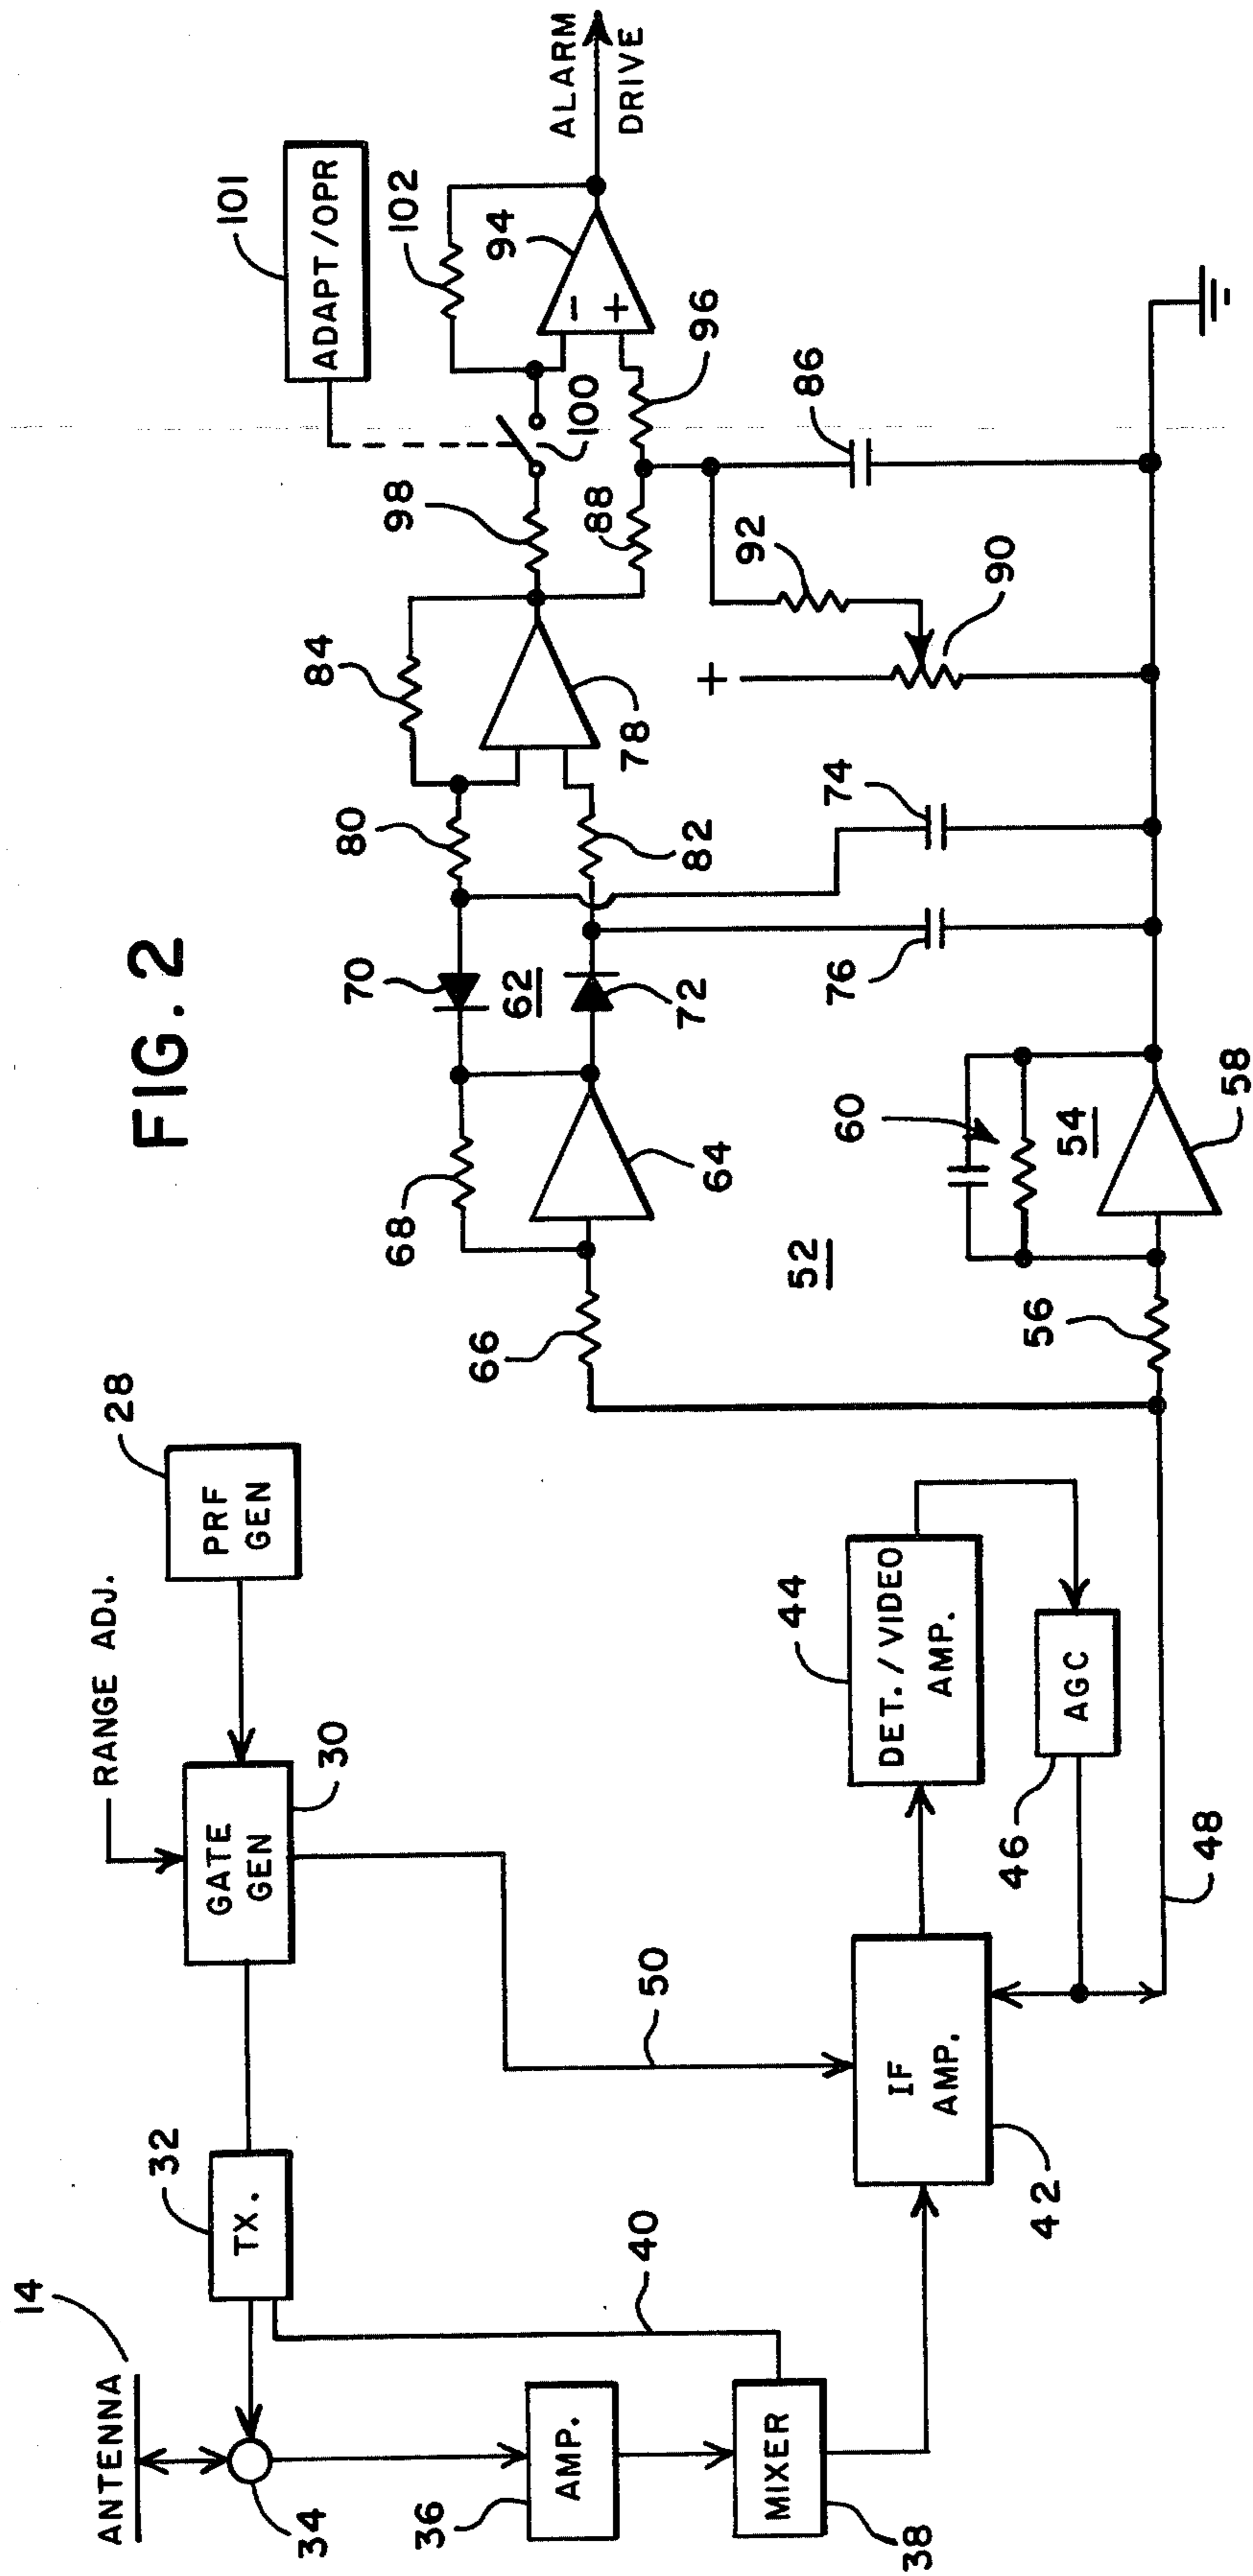 FIG. 2
ANTENNA
14
34
TX.
32
RANGE ADJ.
GATE
GEN
30
PRF
GEN
28
36
AMP.
40
50
38
MIXER
42
IF
AMP.
44
DET./VIDEO
AMP.
46
AGC
48
52
66
68
64
62
70
72
80
82
84
78
98
88
100
101
ADAPT/OPR
102
94
-
+
96
ALARM
DRIVE
76
74
+
92
90
86
56
60
54
58